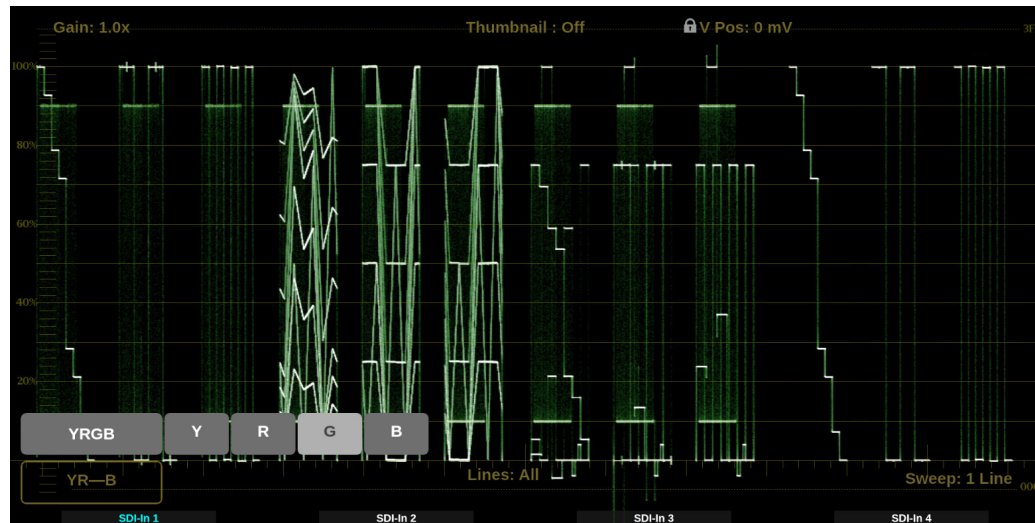 Gain: 1.0x Thumbnail : Off V Pos: 0 mV
100%
80%
60%
40%
20%
YRGB Y R G B
YR—B Lines: All Sweep: 1 Line
SDI-In 1 SDI-In 2 SDI-In 3 SDI-In 4